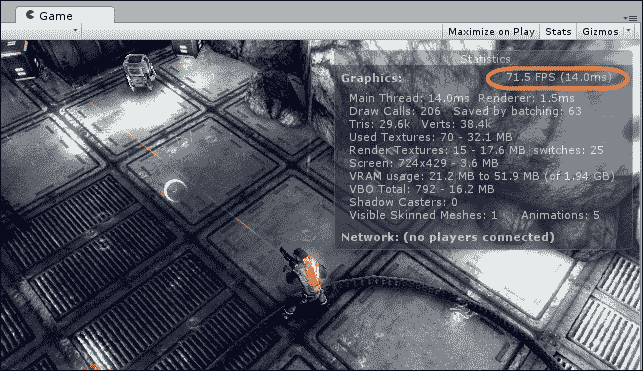 Game
Maximize on Play Stats Gizmos
Statistics
Graphics: 71.5 FPS (14.0ms)
Main Thread: 14.0ms Renderer: 1.5ms
Draw Calls: 206 Saved by batching: 63
Tris: 29.6k Verts: 38.4k
Used Textures: 70 - 32.1 MB
Render Textures: 15 - 17.6 MB switches: 25
Screen: 724x429 - 3.6 MB
VRAM usage: 21.2 MB to 51.9 MB (of 1.94 GB)
VBO Total: 792 - 16.2 MB
Shadow Casters: 0
Visible Skinned Meshes: 1 Animations: 5
Network: (no players connected)